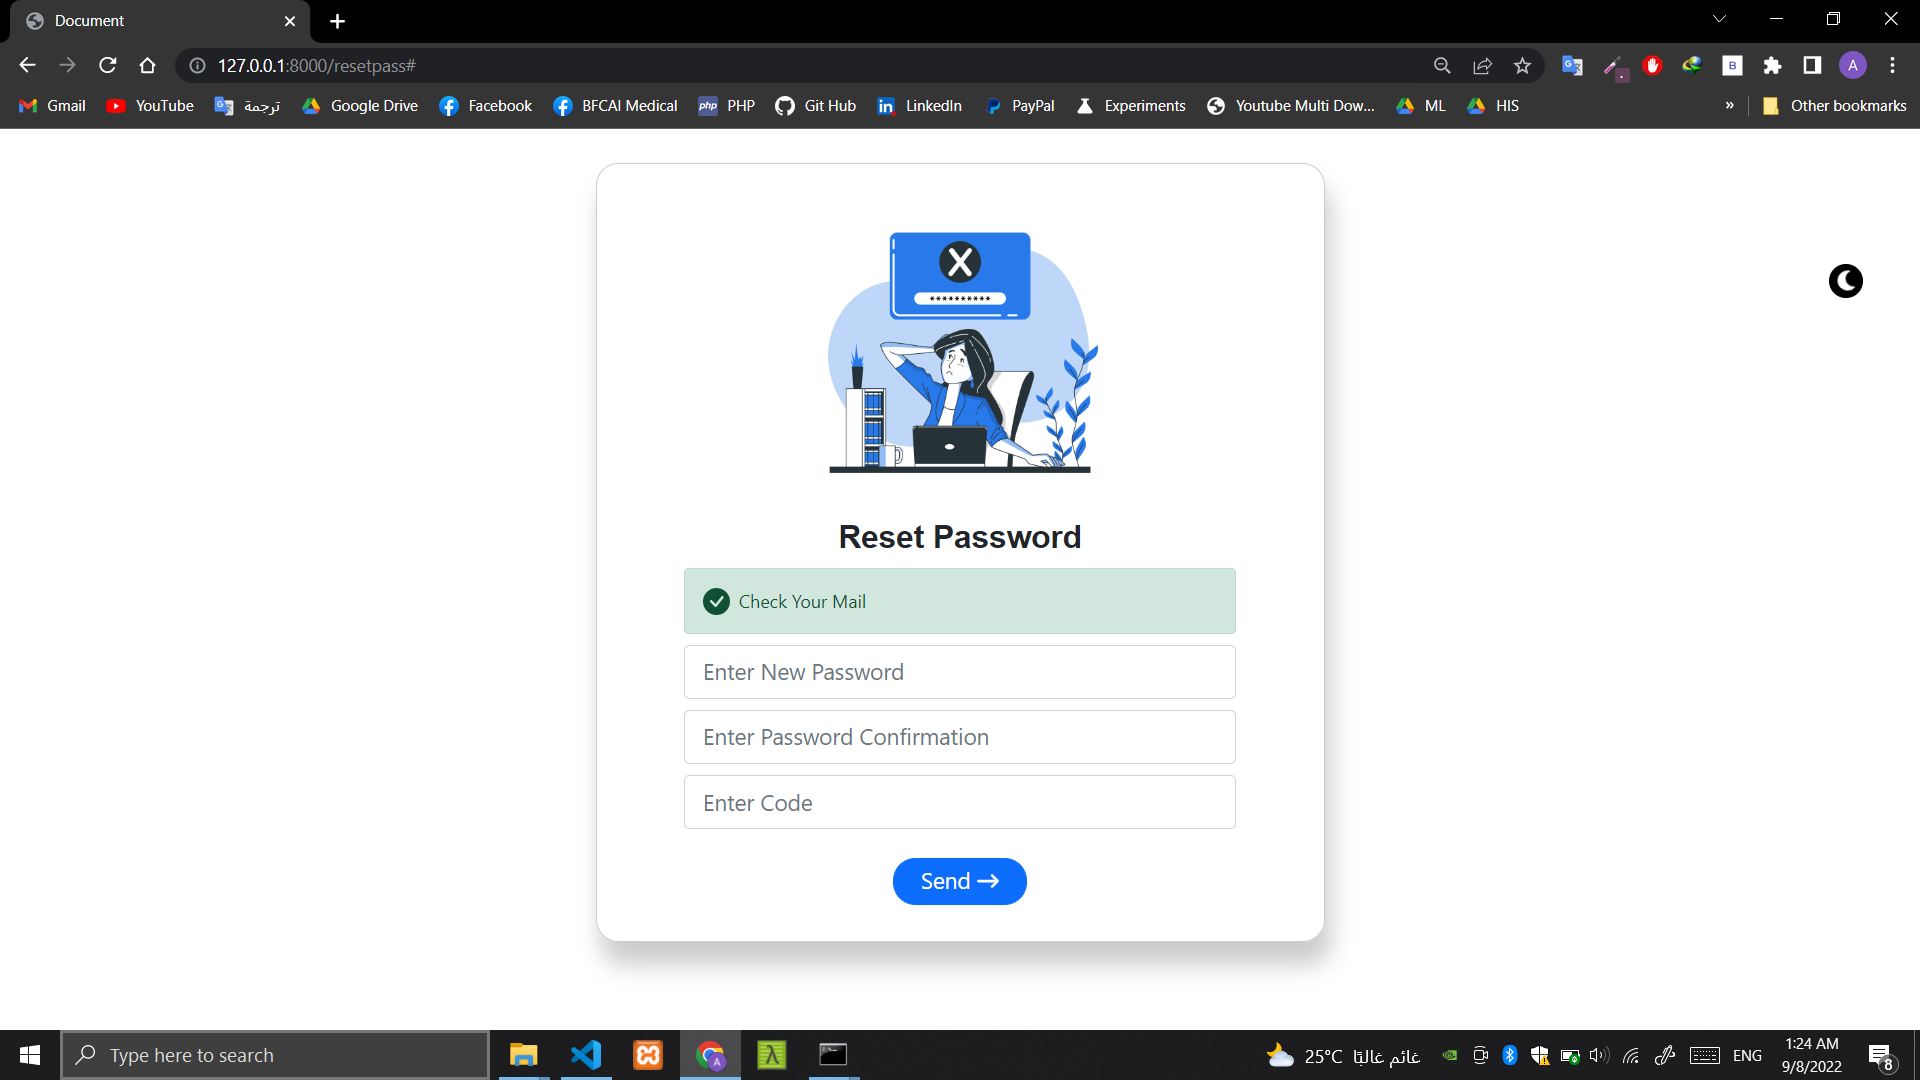 Document
127.0.0.1:8000/resetpass#
A
Gmail
YouTube
ترجمة
Google Drive
Facebook
BFCAI Medical
php
PHP
Git Hub
LinkedIn
PayPal
Experiments
Youtube Multi Dow...
ML
HIS
»
Other bookmarks
X
**********
Reset Password
Check Your Mail
Enter New Password
Enter Password Confirmation
Enter Code
Send →
Type here to search
25°C غائم غالبًا
ENG
1:24 AM
9/8/2022
8